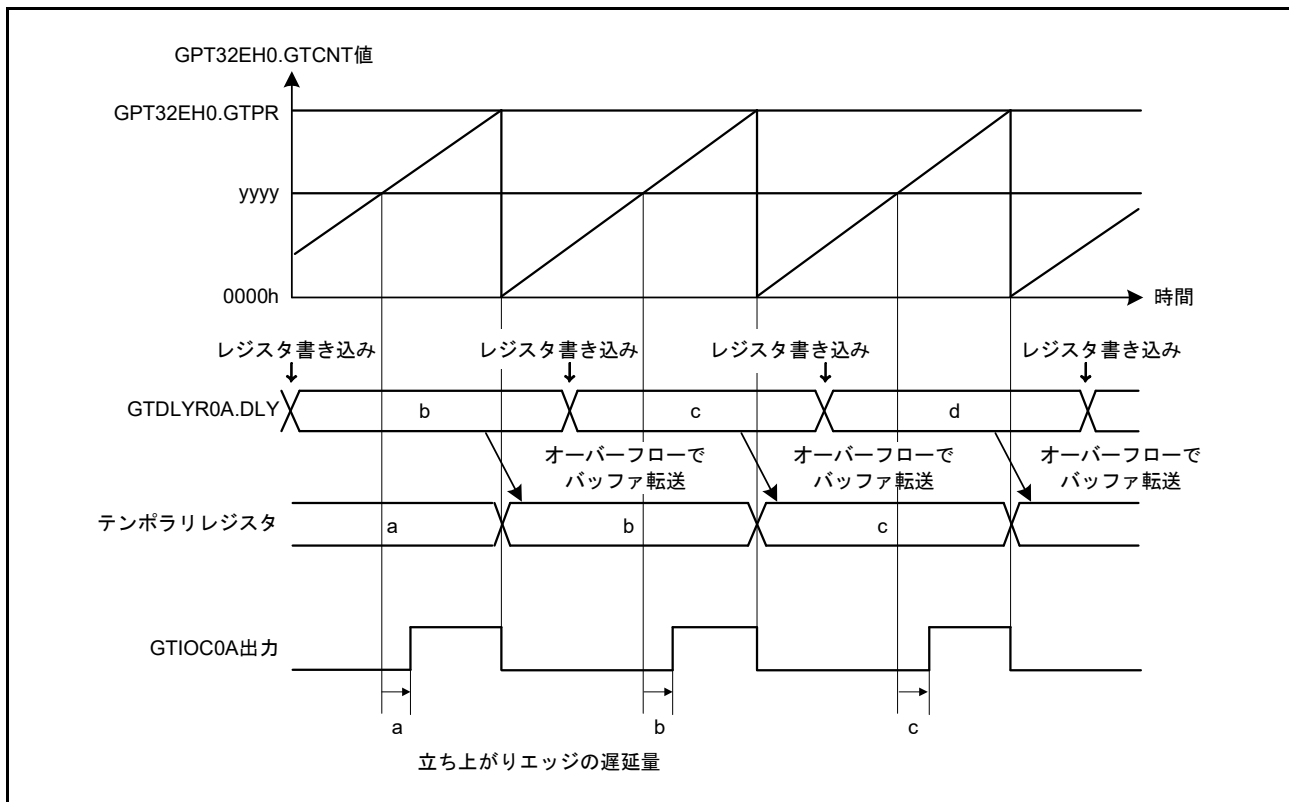 GPT32EH0.GTCNT値
GPT32EH0.GTPR
yyyy
0000h
時間
レジスタ書き込み
レジスタ書き込み
レジスタ書き込み
レジスタ書き込み
GTDLYR0A.DLY
b
c
d
オーバーフローで
バッファ転送
オーバーフローで
バッファ転送
オーバーフローで
バッファ転送
テンポラリレジスタ
a
b
c
GTIOC0A出力
a
b
c
立ち上がりエッジの遅延量